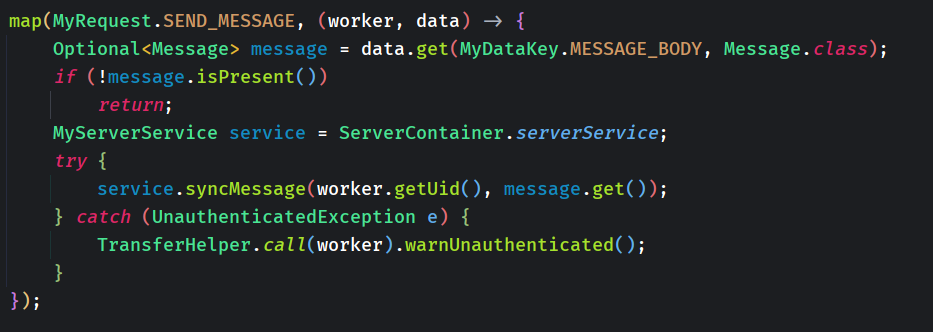 map(MyRequest.SEND_MESSAGE, (worker, data) -> {
    Optional<Message> message = data.get(MyDataKey.MESSAGE_BODY, Message.class);
    if (!message.isPresent())
        return;
    MyServerService service = ServerContainer.serverService;
    try {
        service.syncMessage(worker.getUid(), message.get());
    } catch (UnauthenticatedException e) {
        TransferHelper.call(worker).warnUnauthenticated();
    }
});